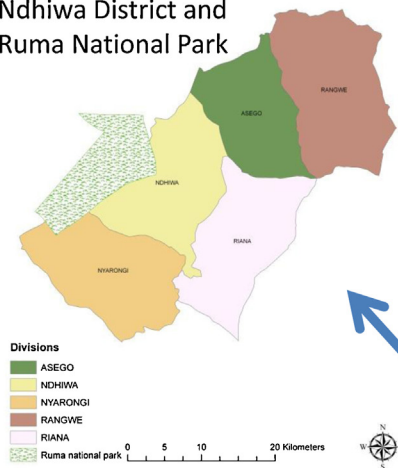 Ndhiwa District and
Ruma National Park
RANGWE
ASEGO
NDHIWA
RIANA
NYARONGI
Divisions
ASEGO
NDHIWA
NYARONGI
RANGWE
RIANA
Ruma national park
0 5 10 20 Kilometers
N
W E
S